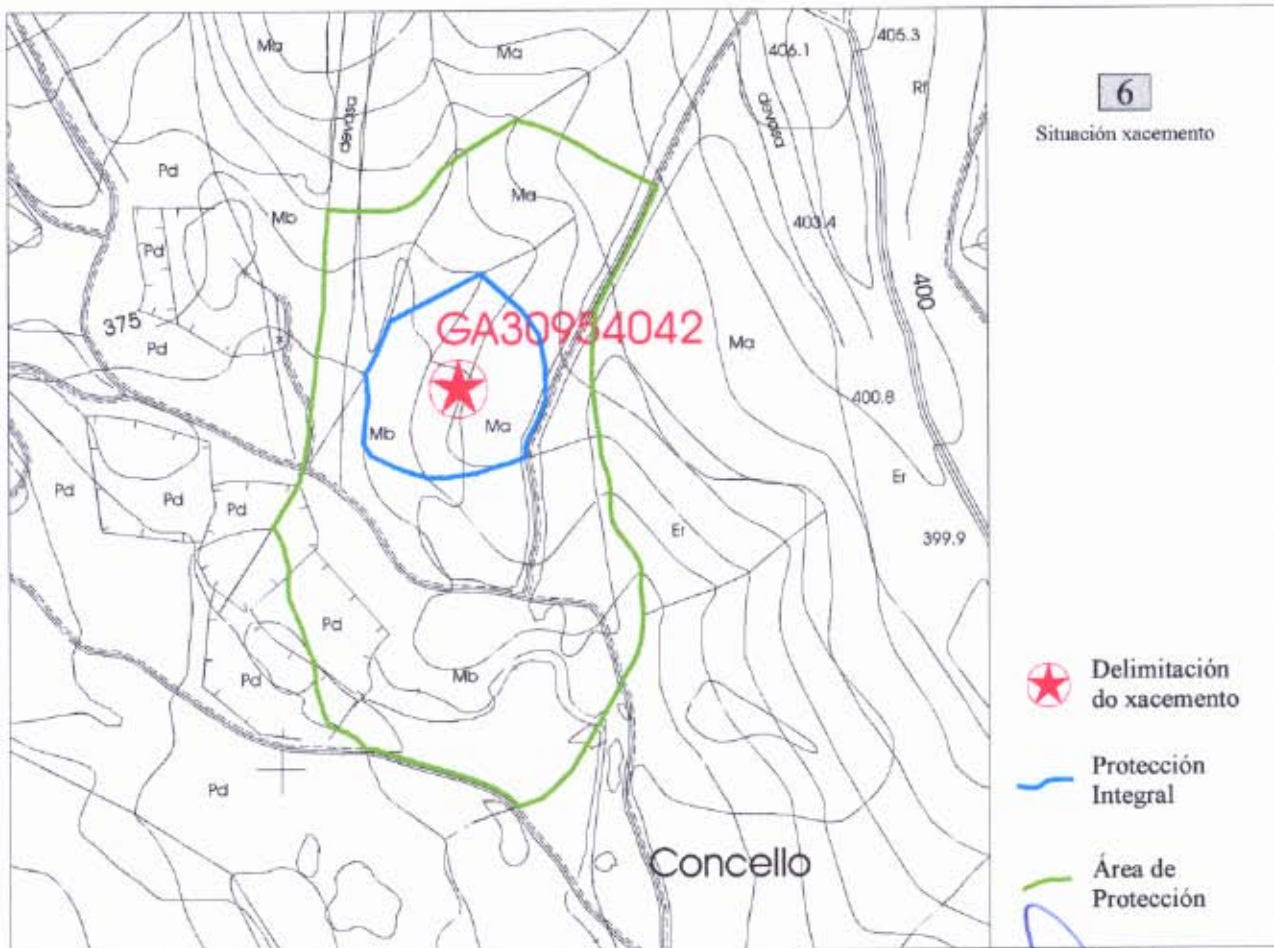 Ma
Ma
406.1
405.3
devasa
devasa
Rf
6
Situación xacemento
Pd
Mb
Ma
Pd
403.4
400
375
Pd
GA30954042
Ma
400.8
Mb
Ma
Pd
Pd
Pd
Er
Er
399.9
Pd
Mb
Pd
Pd
Concello
Delimitación
do xacemento
Protección
Integral
Área de
Protección